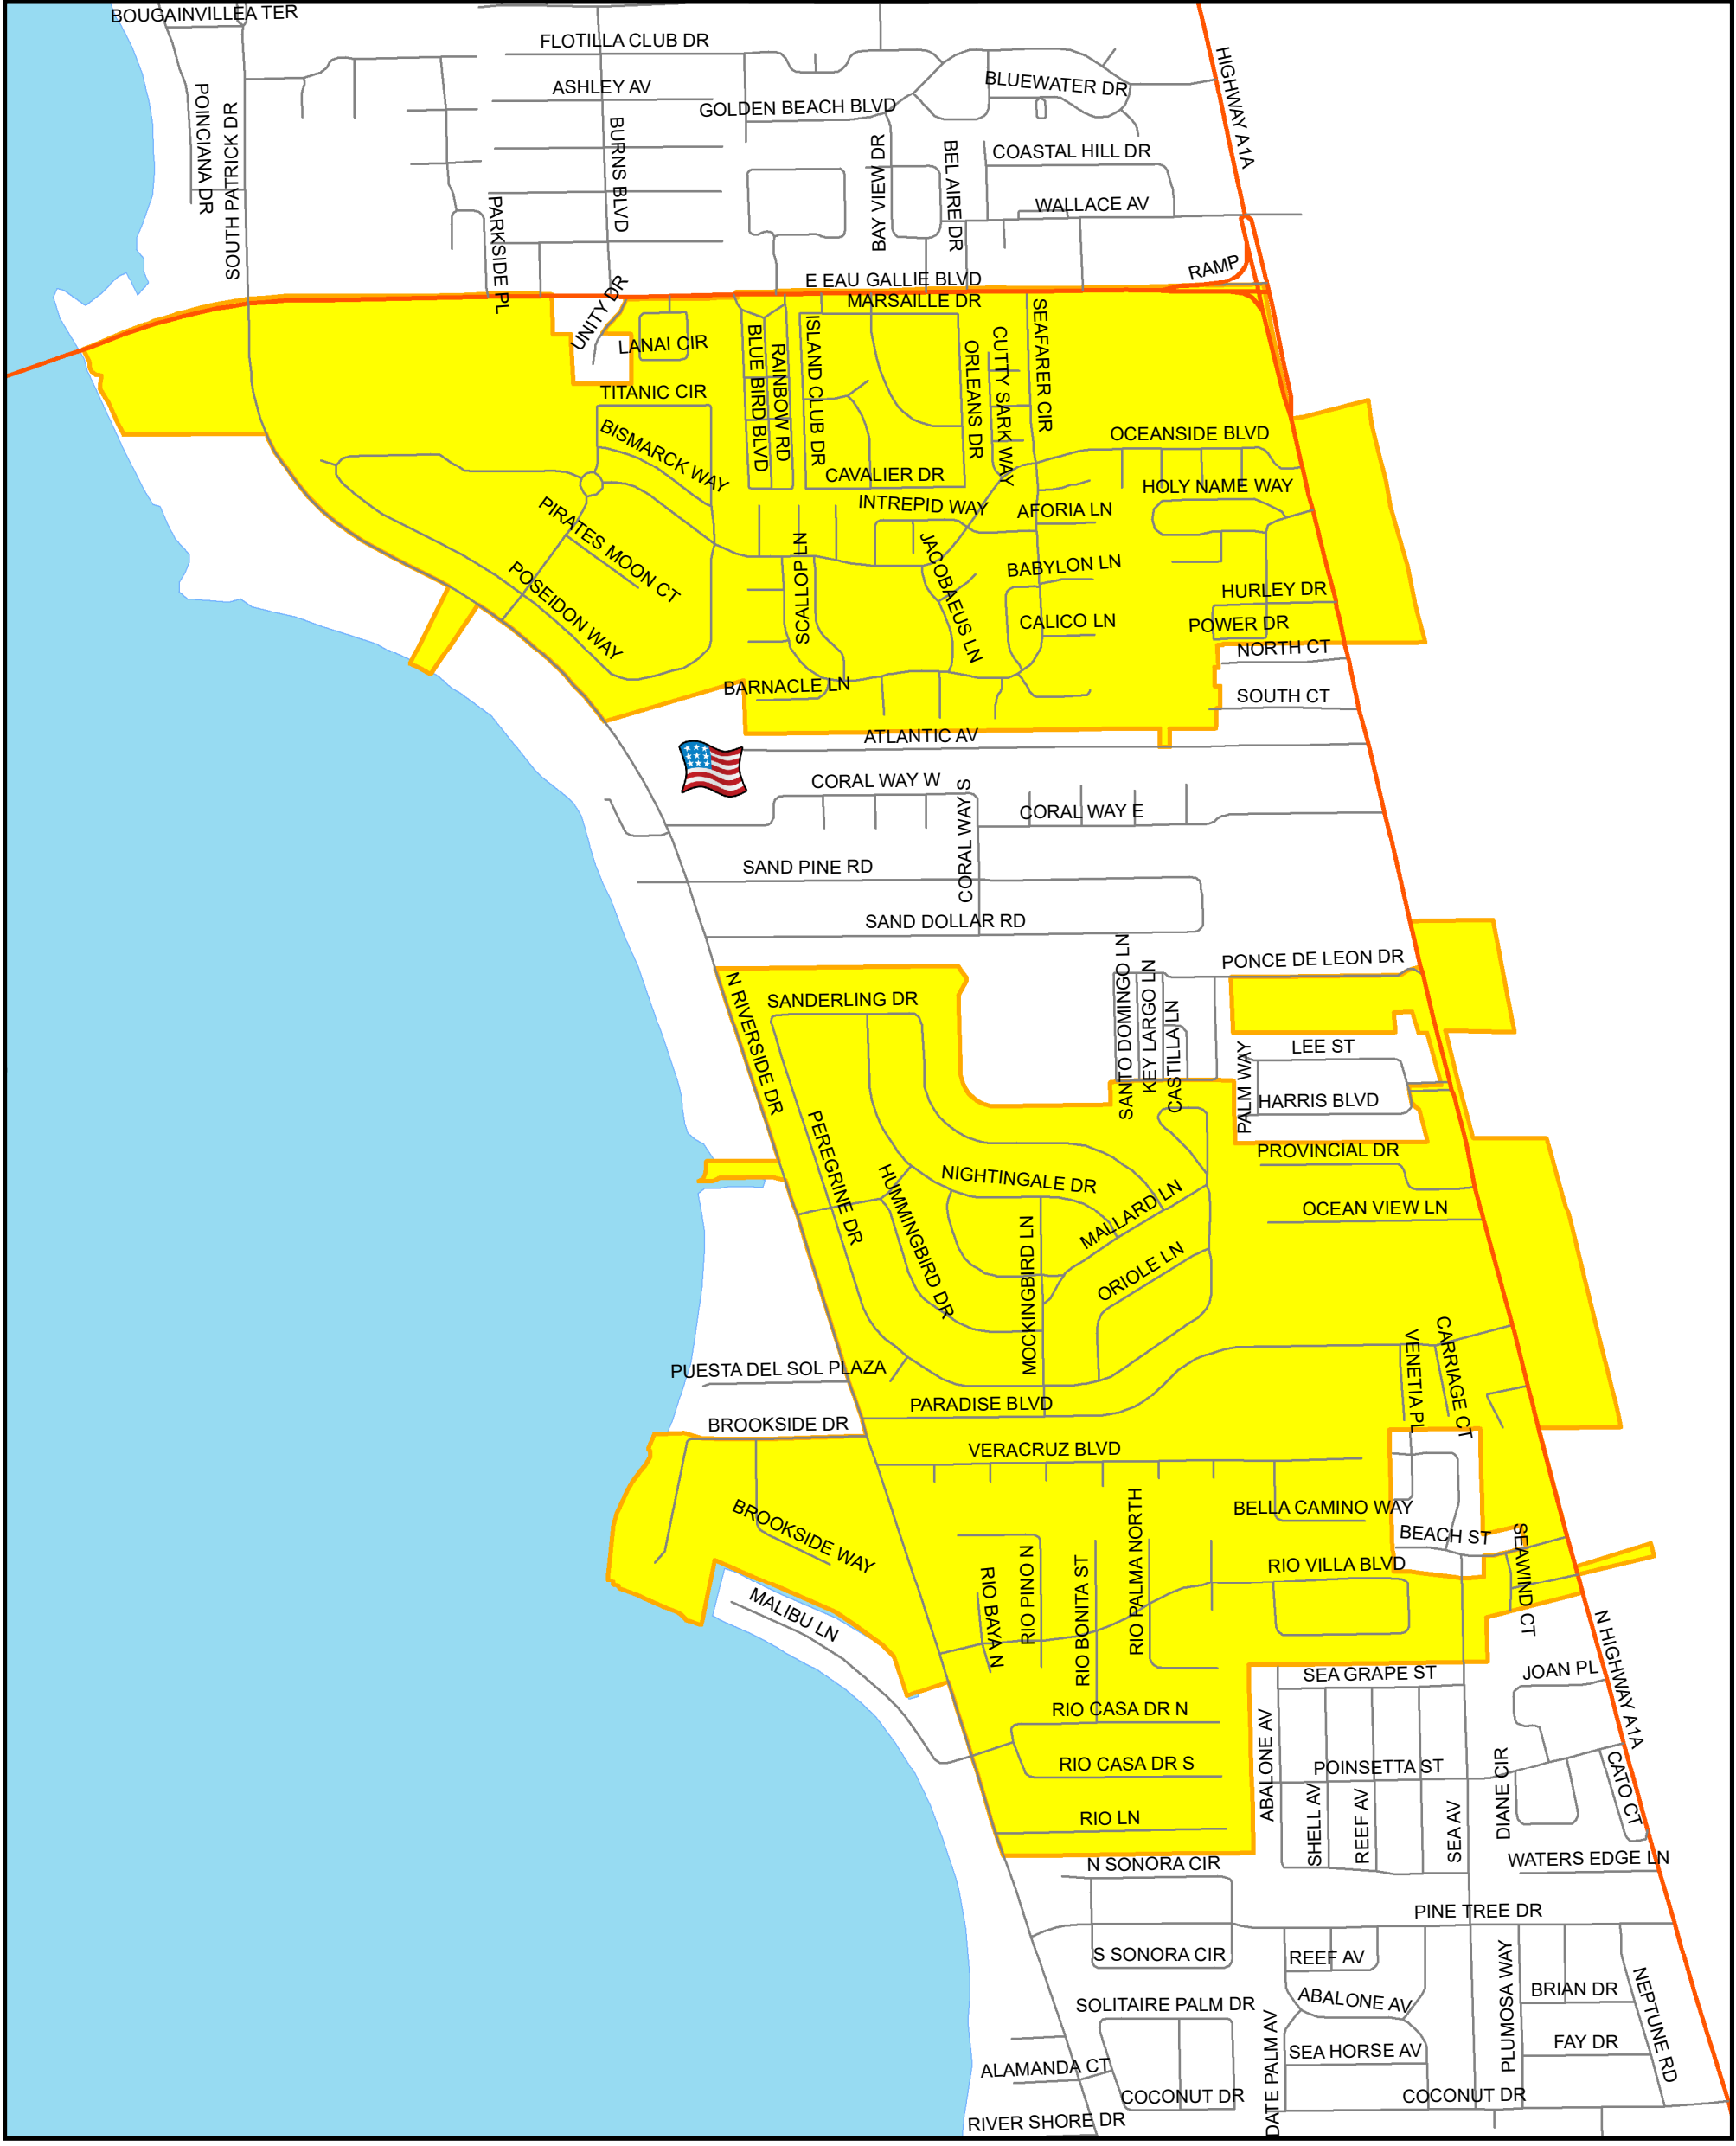 BOUGAINVILLEA TER
FLOTILLA CLUB DR
HIGHWAY A1A
BLUEWATER DR
ASHLEY AV
GOLDEN BEACH BLVD
POINCIANA DR
SOUTH PATRICK DR
BURNS BLVD
BAY VIEW DR
BEL AIRE DR
COASTAL HILL DR
WALLACE AV
PARKSIDE PL
RAMP
E EAU GALLIE BLVD
UNITY DR
MARSAILLE DR
LANAI CIR
BLUE BIRD BLVD
RAINBOW RD
ISLAND CLUB DR
ORLEANS DR
CUTTY SARK WAY
SEAFARER CIR
TITANIC CIR
BISMARCK WAY
OCEANSIDE BLVD
CAVALIER DR
HOLY NAME WAY
INTREPID WAY
AFORIA LN
PIRATES MOON CT
SCALLOP LN
JACOBAEUS LN
BABYLON LN
POSEIDON WAY
HURLEY DR
CALICO LN
POWER DR
NORTH CT
BARNACLE LN
SOUTH CT
ATLANTIC AV
CORAL WAY W
CORAL WAY S
CORAL WAY E
SAND PINE RD
SAND DOLLAR RD
PONCE DE LEON DR
N RIVERSIDE DR
SANDERLING DR
SANTO DOMINGO LN
KEY LARGO LN
CASTILLA LN
PALM WAY
LEE ST
HARRIS BLVD
PEREGRINE DR
PROVINCIAL DR
HUMMINGBIRD DR
NIGHTINGALE DR
MALLARD LN
OCEAN VIEW LN
MOCKINGBIRD LN
ORIOLE LN
VENETIA PL
CARRIAGE CT
PUESTA DEL SOL PLAZA
PARADISE BLVD
BROOKSIDE DR
VERACRUZ BLVD
BROOKSIDE WAY
BELLA CAMINO WAY
BEACH ST
SEAWIND CT
RIO VILLA BLVD
RIO BAYA N
RIO PINO N
RIO BONITA ST
RIO PALMA NORTH
MALIBU LN
N HIGHWAY A1A
SEA GRAPE ST
JOAN PL
RIO CASA DR N
ABALONE AV
RIO CASA DR S
POINSETTA ST
DIANE CIR
CATO CT
SHELL AV
REEF AV
SEA AV
RIO LN
N SONORA CIR
WATERS EDGE LN
PINE TREE DR
S SONORA CIR
REEF AV
PLUMOSA WAY
BRIAN DR
NEPTUNE RD
SOLITAIRE PALM DR
ABALONE AV
DATE PALM AV
SEA HORSE AV
FAY DR
ALAMANDA CT
COCONUT DR
COCONUT DR
RIVER SHORE DR